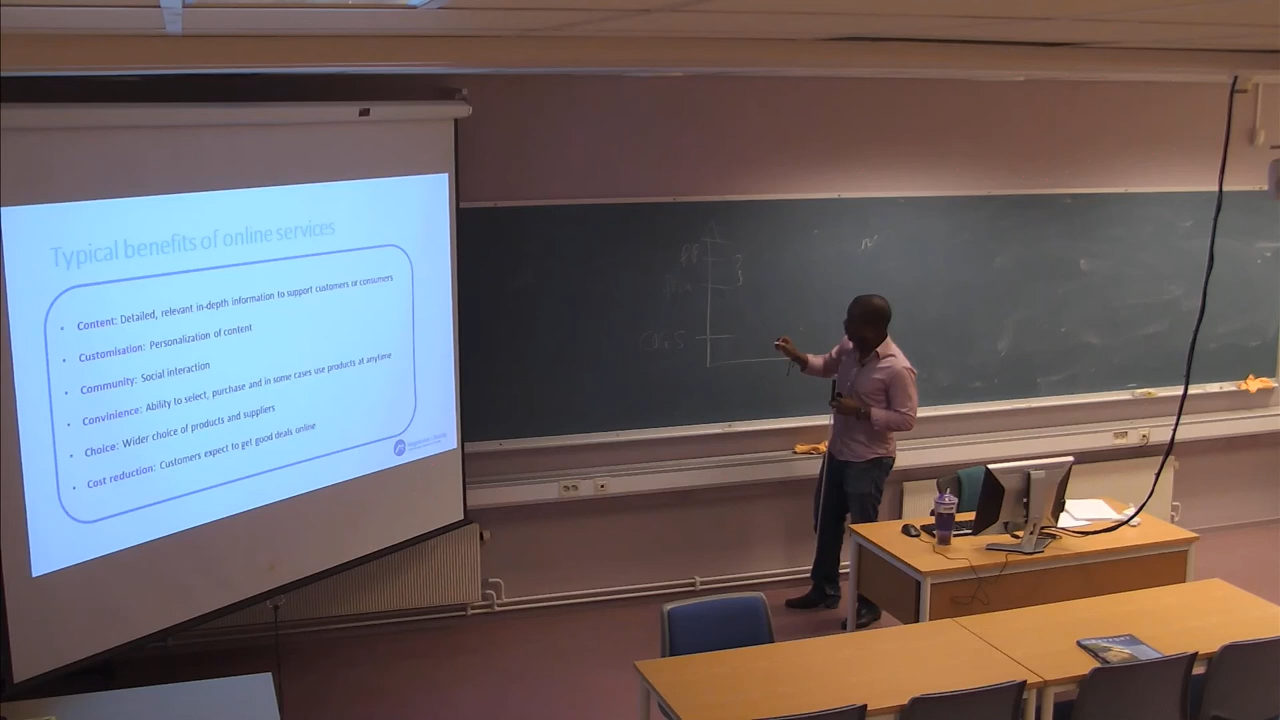 Typical benefits of online services
• Content: Detailed, relevant in-depth information to support customers or consumers
• Customisation: Personalization of content
• Community: Social interaction
• Convinience: Ability to select, purchase and in some cases use products at anytime
• Choice: Wider choice of products and suppliers
• Cost reduction: Customers expect to get good deals online
COGS